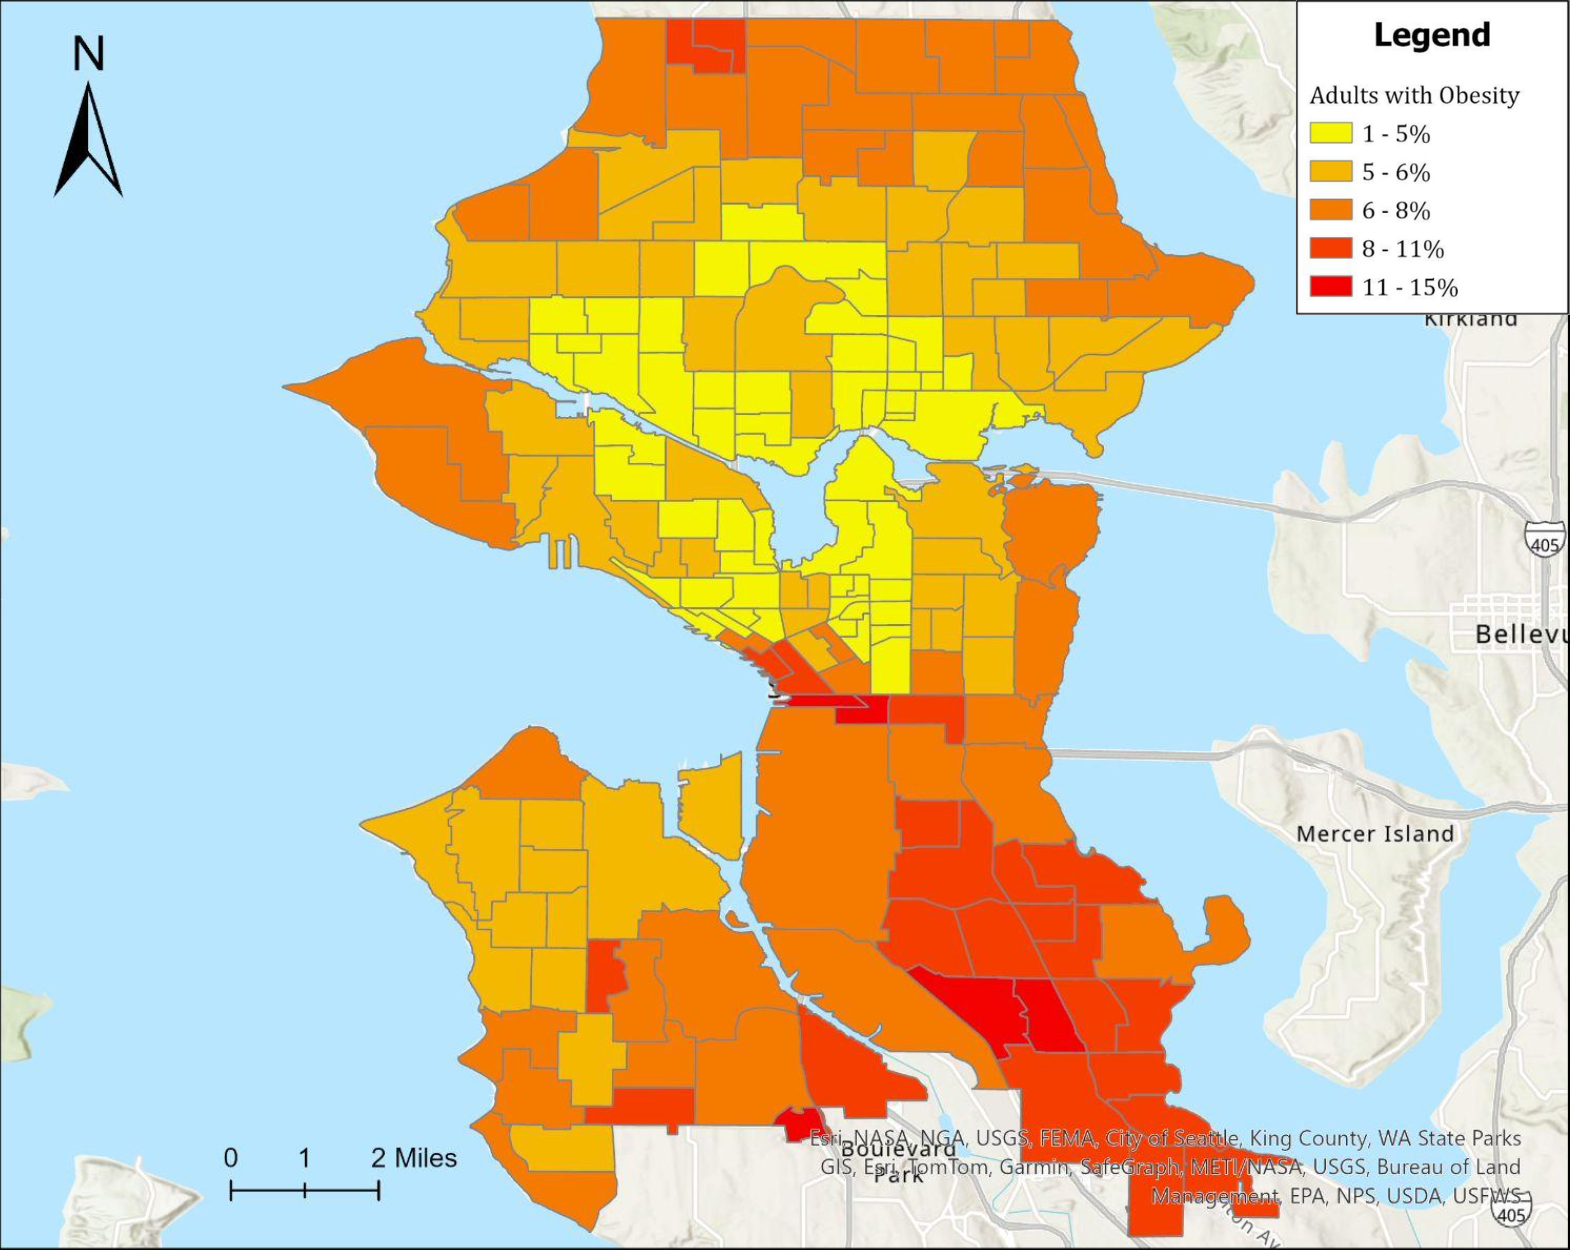 N
Legend
Adults with Obesity
1 - 5%
5 - 6%
6 - 8%
8 - 11%
11 - 15%
Kirkland
405
Bellevu
S
Mercer Island
0 1 2 Miles
Boulevard
Park
Esri, NASA, NGA, USGS, FEMA, City of Seattle, King County, WA State Parks
GIS, Esri, TomTom, Garmin, SafeGraph, METI/NASA, USGS, Bureau of Land
Management, EPA, NPS, USDA, USFWS
405
ton Av